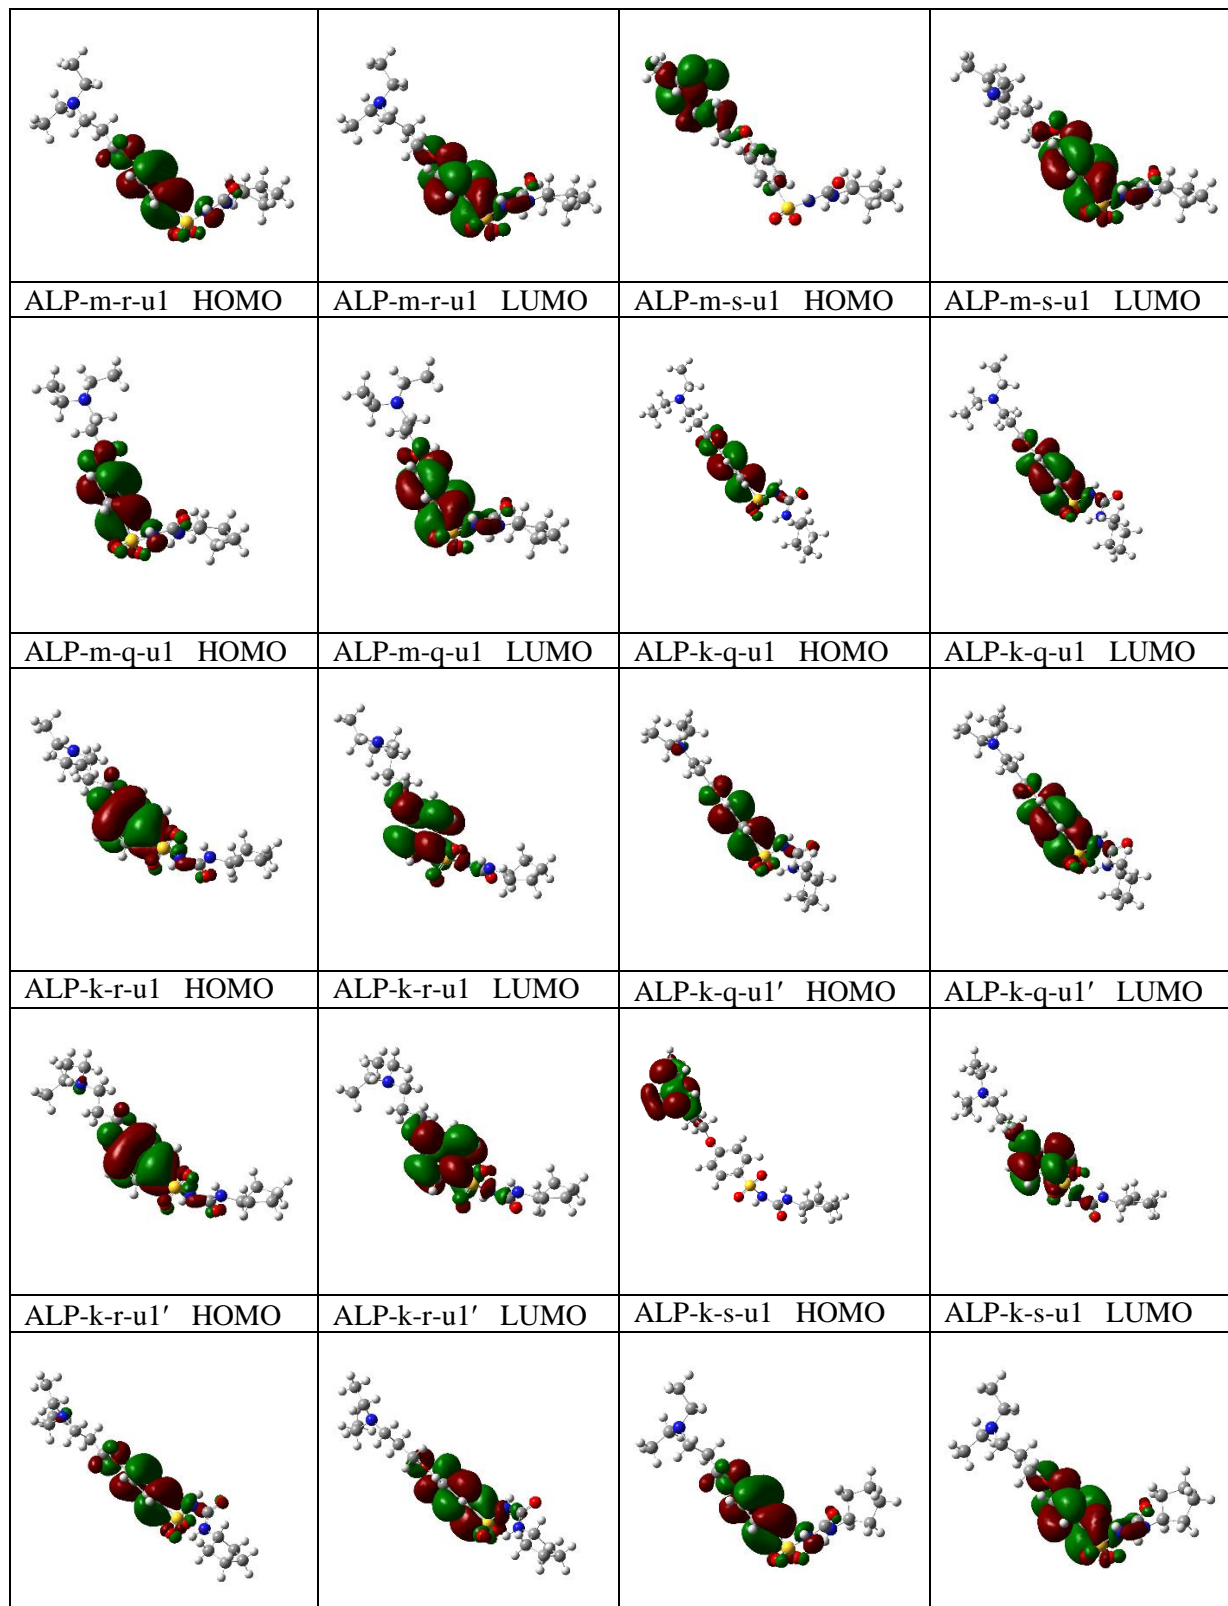 ALP-m-r-u1 HOMO
ALP-m-r-u1 LUMO
ALP-m-s-u1 HOMO
ALP-m-s-u1 LUMO
ALP-m-q-u1 HOMO
ALP-m-q-u1 LUMO
ALP-k-q-u1 HOMO
ALP-k-q-u1 LUMO
ALP-k-r-u1 HOMO
ALP-k-r-u1 LUMO
ALP-k-q-u1′ HOMO
ALP-k-q-u1′ LUMO
ALP-k-r-u1′ HOMO
ALP-k-r-u1′ LUMO
ALP-k-s-u1 HOMO
ALP-k-s-u1 LUMO